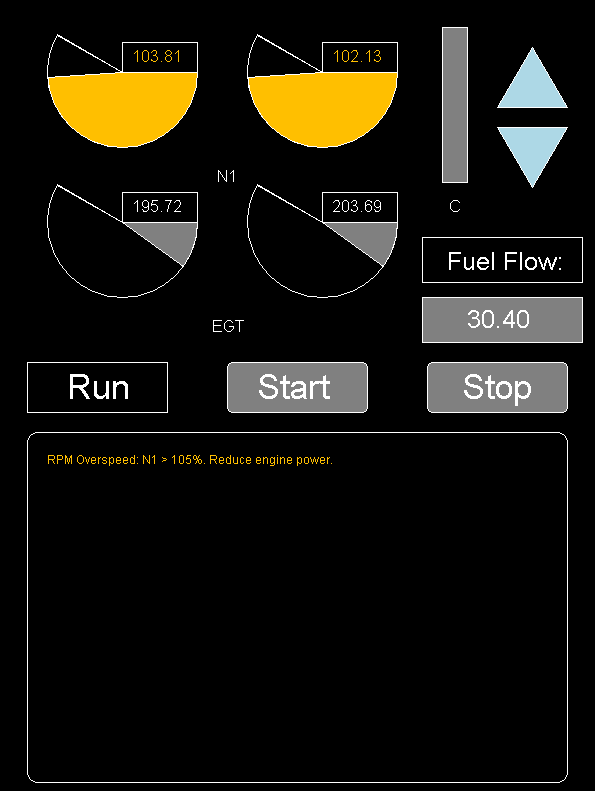 103.81
102.13
N1
195.72
203.69
C
Fuel Flow:
EGT
30.40
Run
Start
Stop
RPM Overspeed: N1 > 105%. Reduce engine power.